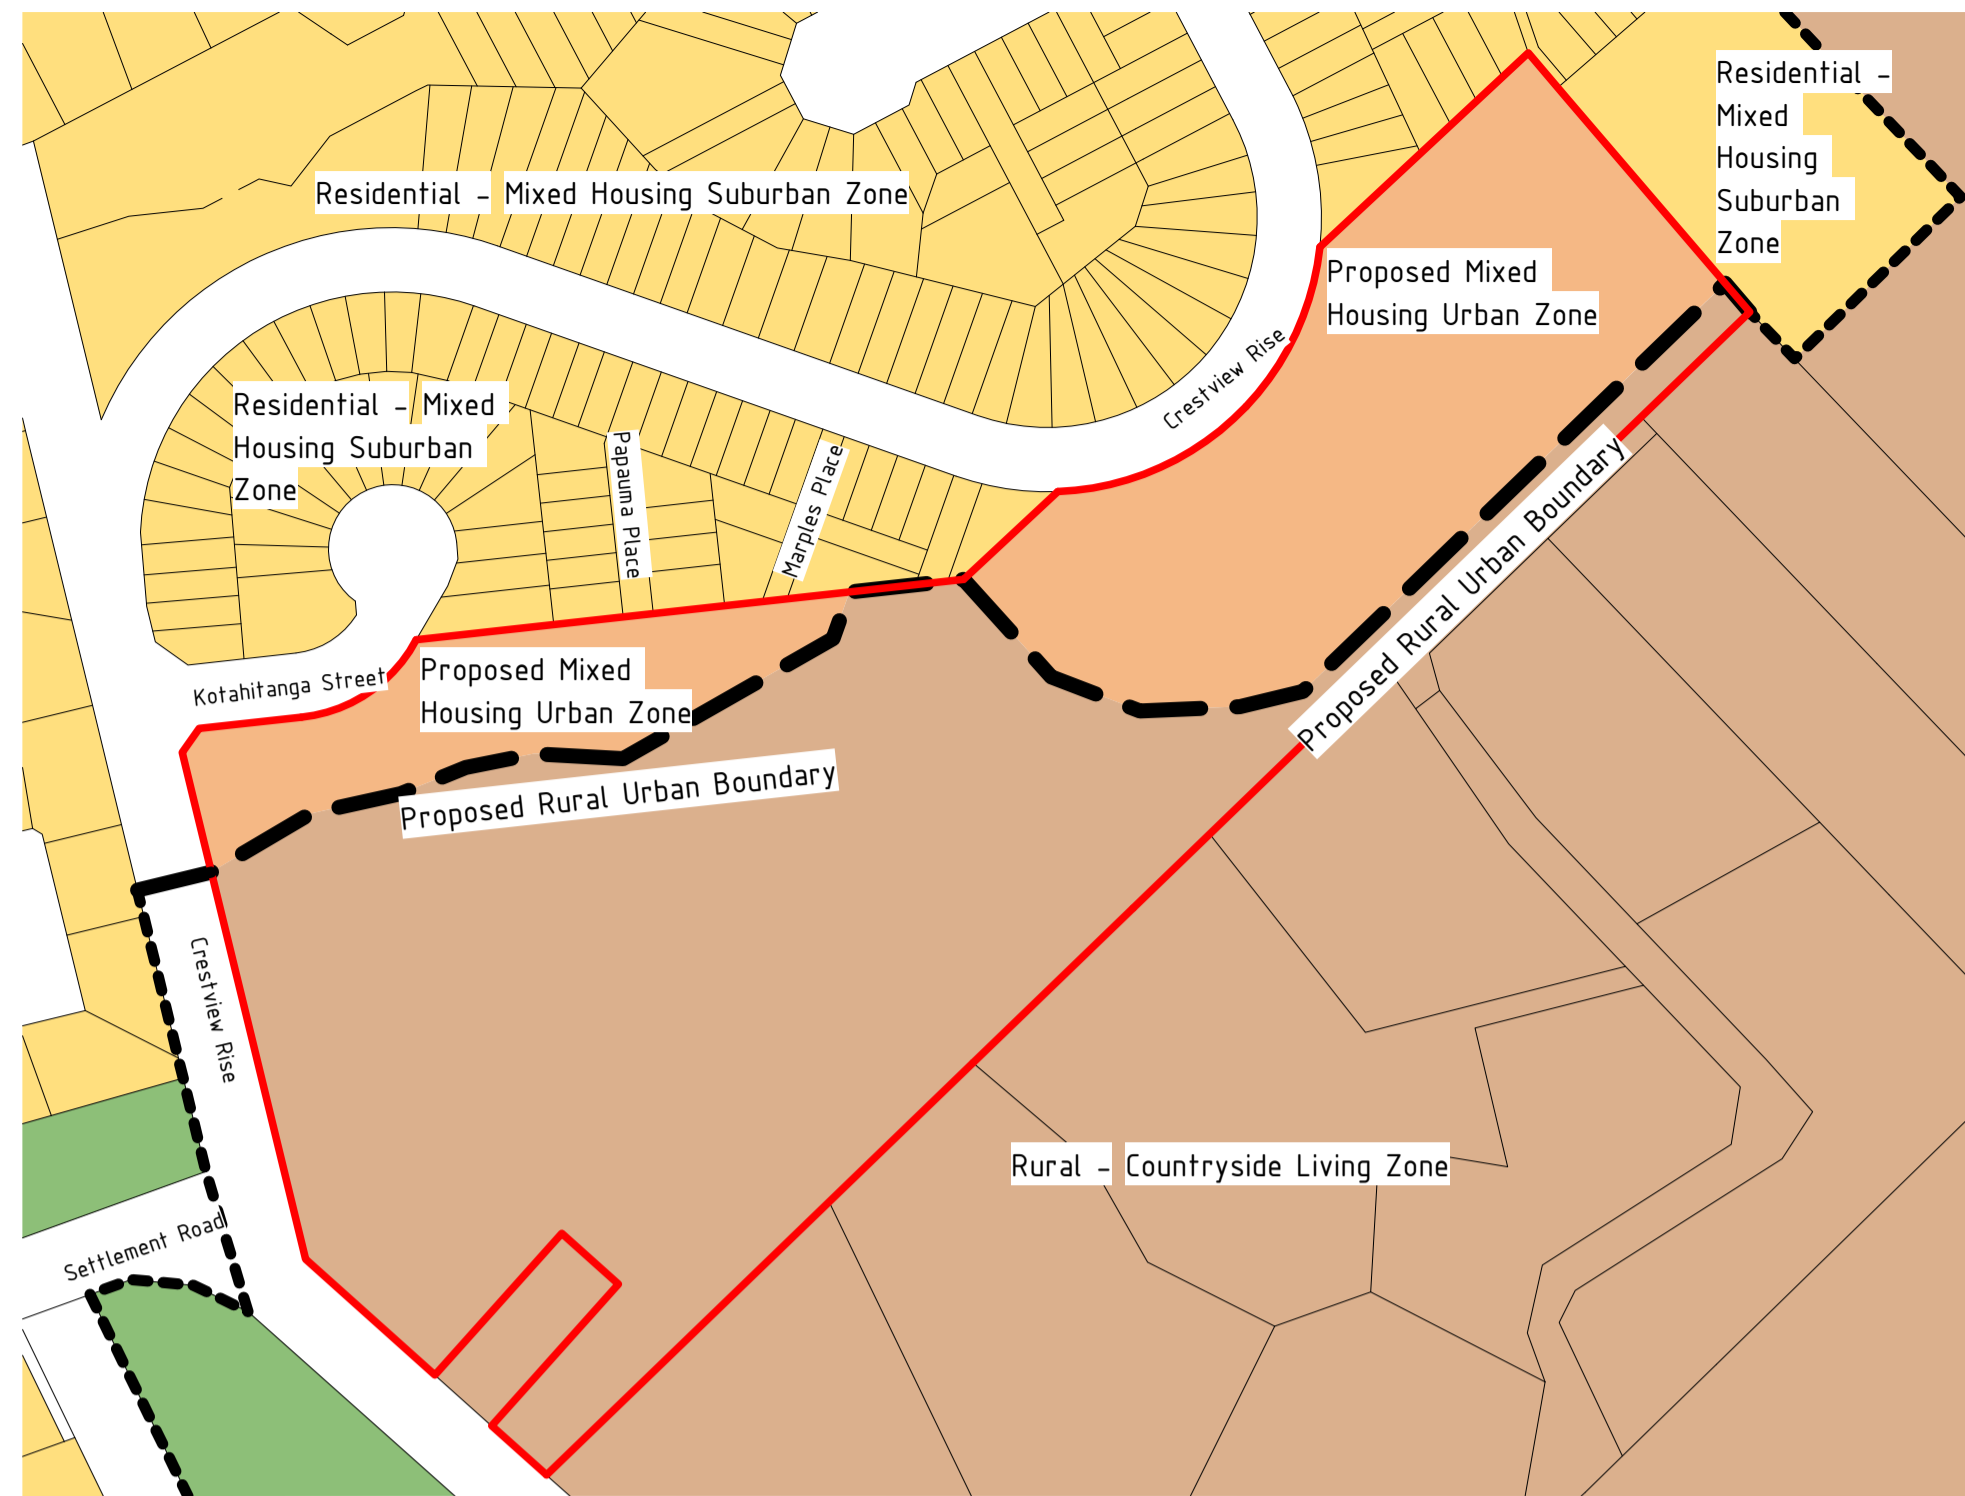 Residential -
Mixed
Housing
Suburban
Zone
Residential - Mixed Housing Suburban Zone
Proposed Mixed
Housing Urban Zone
Crestview Rise
Residential - Mixed
Housing Suburban
Zone
Papauma Place
Marples Place
Proposed Rural Urban Boundary
Kotahitanga Street
Proposed Mixed
Housing Urban Zone
Proposed Rural Urban Boundary
Crestview Rise
Rural - Countryside Living Zone
Settlement Road